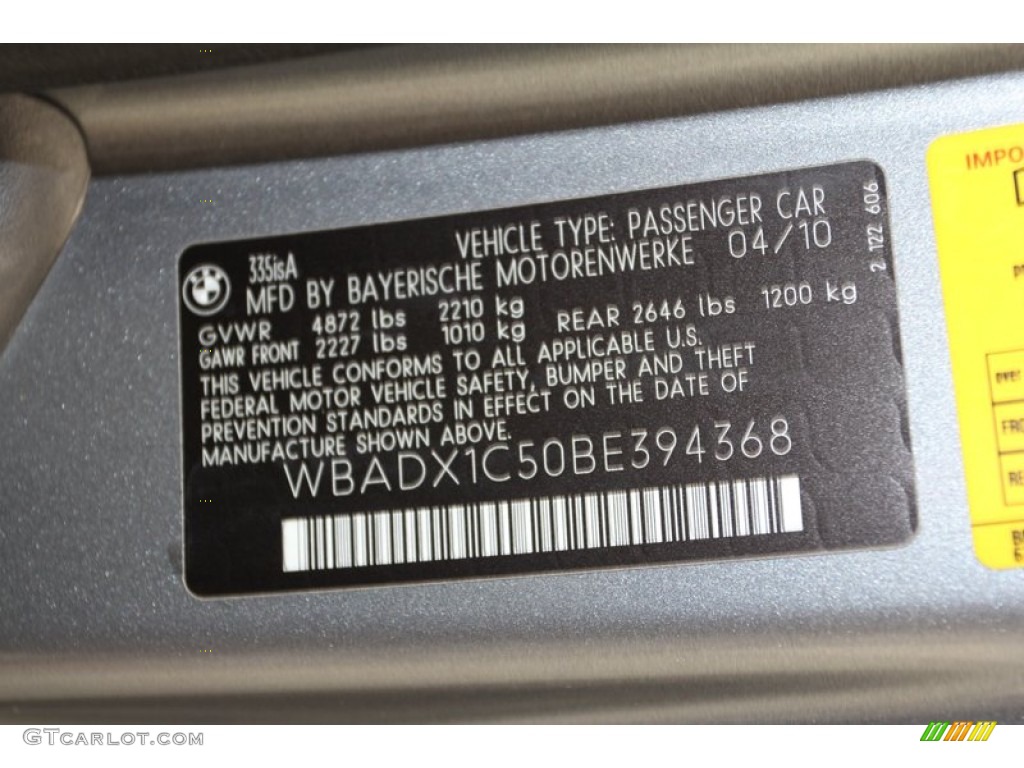 335isA
VEHICLE TYPE: PASSENGER CAR
MFD BY BAYERISCHE MOTORENWERKE 04/10
GVWR 4872 lbs 2210 kg
GAWR FRONT 2227 lbs 1010 kg REAR 2646 lbs 1200 kg
THIS VEHICLE CONFORMS TO ALL APPLICABLE U.S.
FEDERAL MOTOR VEHICLE SAFETY, BUMPER AND THEFT
PREVENTION STANDARDS IN EFFECT ON THE DATE OF
MANUFACTURE SHOWN ABOVE.
WBADX1C50BE394368
2 122 606
IMPO
FRO
RE
GTCarlot.com